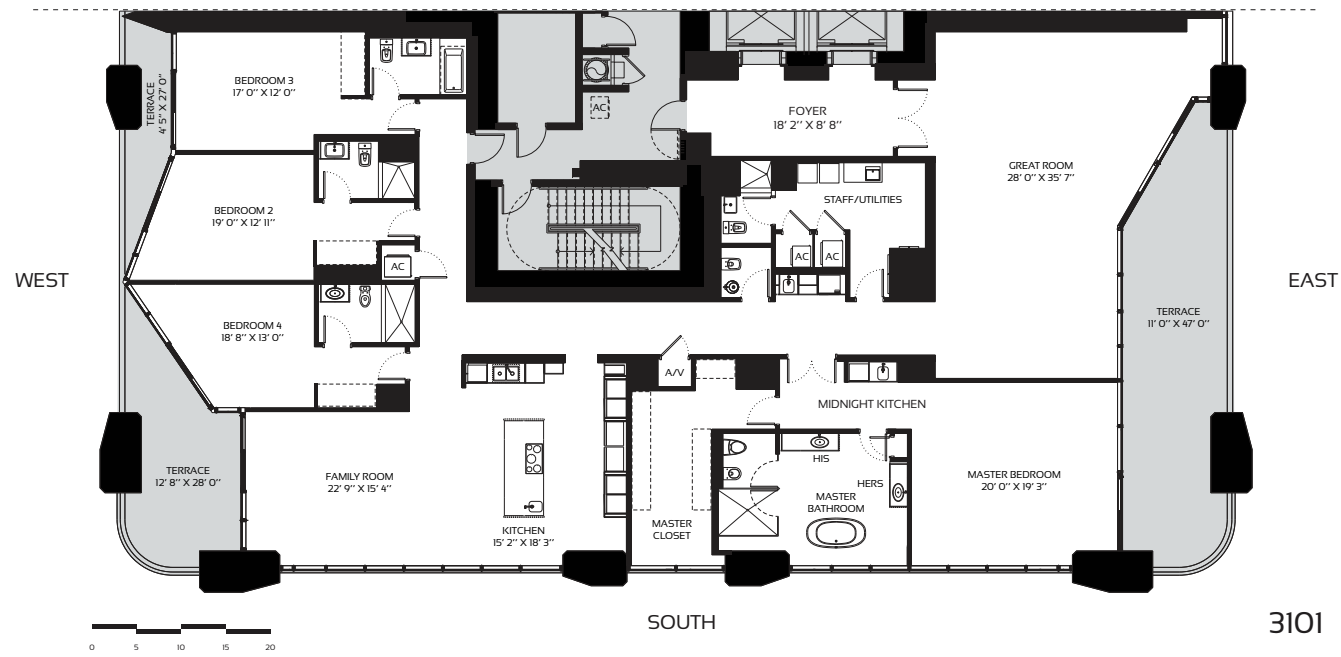 BEDROOM 3
17' 0'' X 12' 0''
TERRACE
4' 5'' X 27' 0''
AC
FOYER
18' 2'' X 8' 8''
GREAT ROOM
28' 0'' X 35' 7''
STAFF/UTILITIES
BEDROOM 2
19' 0'' X 12' 11''
AC
AC
AC
WEST
EAST
BEDROOM 4
18' 8'' X 13' 0''
TERRACE
11' 0'' X 47' 0''
A/V
MIDNIGHT KITCHEN
TERRACE
12' 8'' X 28' 0''
FAMILY ROOM
22' 9'' X 15' 4''
HIS
HERS
MASTER BEDROOM
20' 0'' X 19' 3''
MASTER
BATHROOM
KITCHEN
15' 2'' X 18' 3''
MASTER
CLOSET
SOUTH
3101
0 5 10 15 20